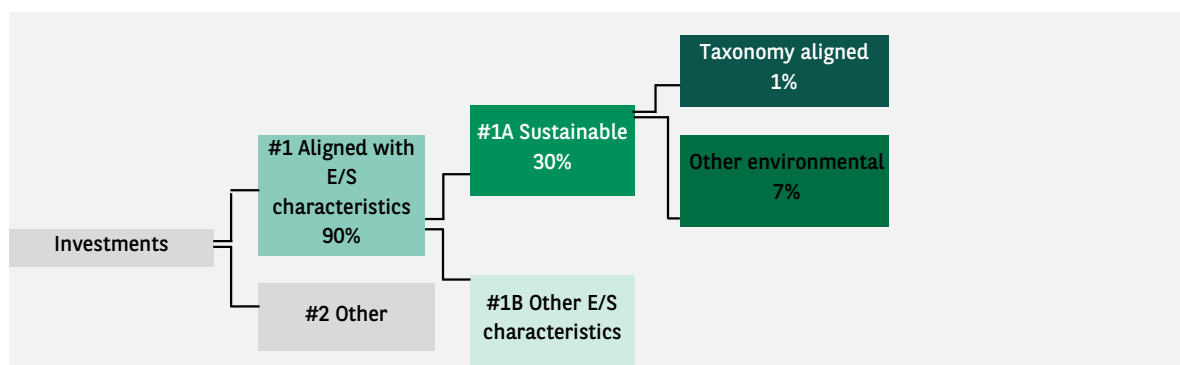 Investments
#1 Aligned with
E/S
characteristics
90%
#2 Other
#1A Sustainable
30%
#1B Other E/S
characteristics
Taxonomy aligned
1%
Other environmental
7%